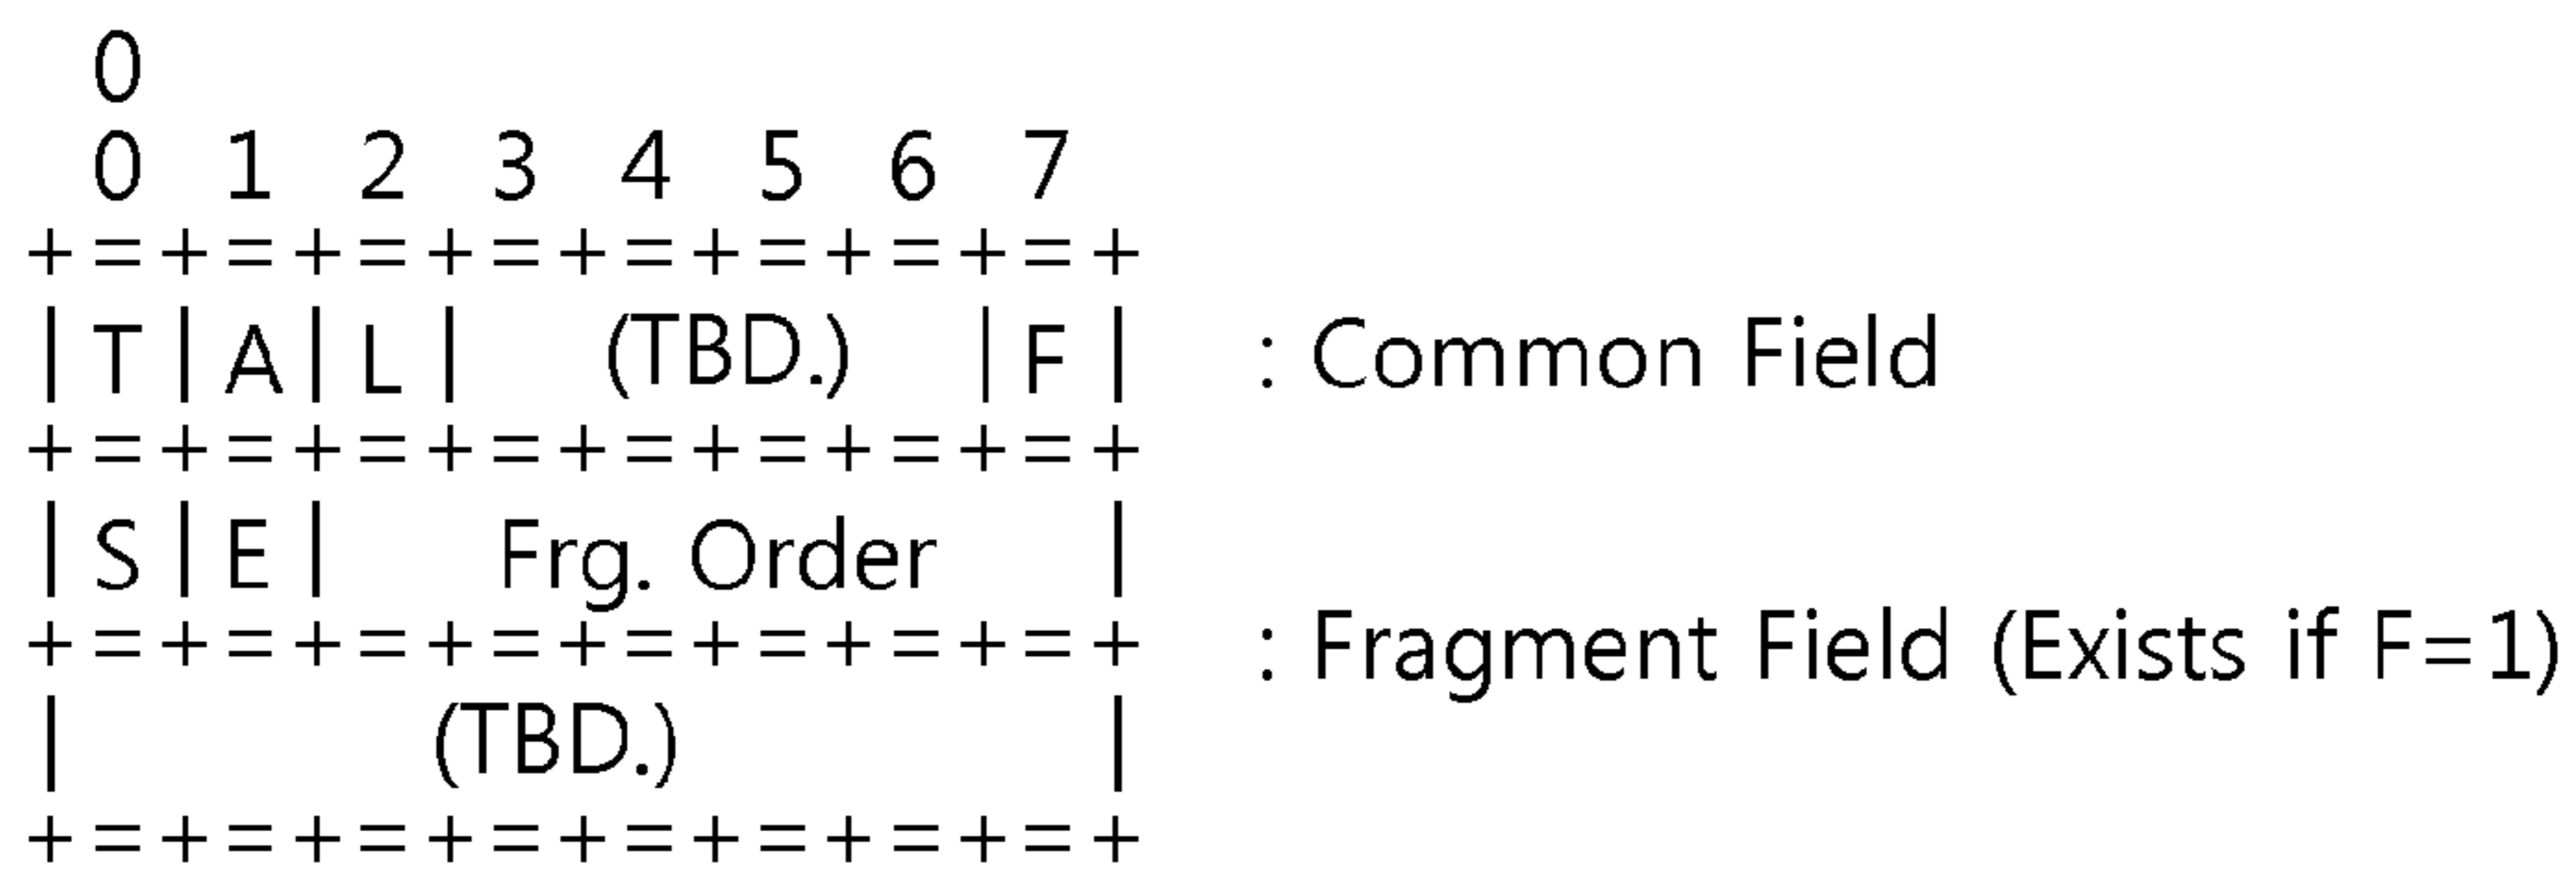 0
0 1 2 3 4 5 6 7
+=+=+=+=+=+=+=+=+
|T|A|L| (TBD.) |F| : Common Field
+=+=+=+=+=+=+=+=+
|S|E| Frg. Order |
+=+=+=+=+=+=+=+=+ : Fragment Field (Exists if F=1)
| (TBD.) |
+=+=+=+=+=+=+=+=+